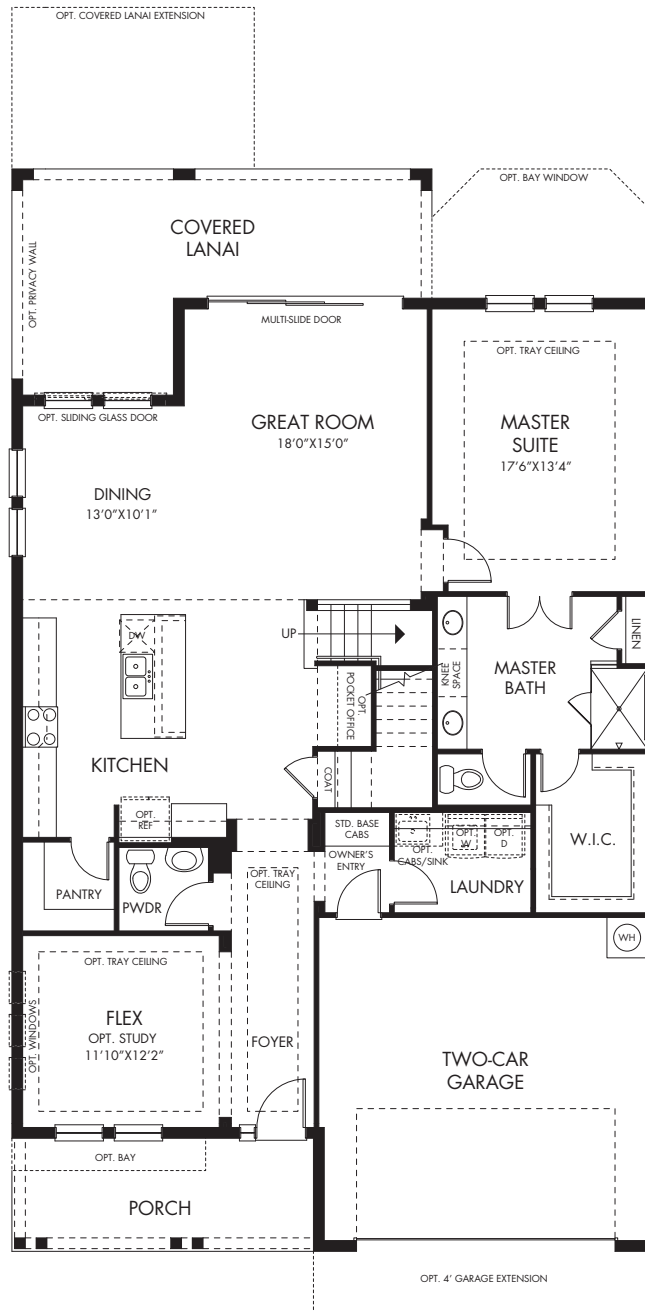 OPT. COVERED LANAI EXTENSION
OPT. BAY WINDOW
COVERED
LANAI
OPT. PRIVACY WALL
MULTI-SLIDE DOOR
OPT. TRAY CEILING
OPT. SLIDING GLASS DOOR
GREAT ROOM
18'0"X15'0"
MASTER
SUITE
17'6"X13'4"
DINING
13'0"X10'1"
DW
UP
LINEN
KNEE
SPACE
MASTER
BATH
OPT.
POCKET OFFICE
KITCHEN
COAT
OPT.
REF
STD. BASE
CABS
S
OPT.
CABS/SINK
OPT.
W
OPT.
D
W.I.C.
OWNER'S
ENTRY
LAUNDRY
PANTRY
PWDR
OPT. TRAY
CEILING
WH
OPT. TRAY CEILING
FLEX
OPT. STUDY
11'10"X12'2"
OPT. WINDOWS
FOYER
TWO-CAR
GARAGE
OPT. BAY
PORCH
OPT. 4' GARAGE EXTENSION